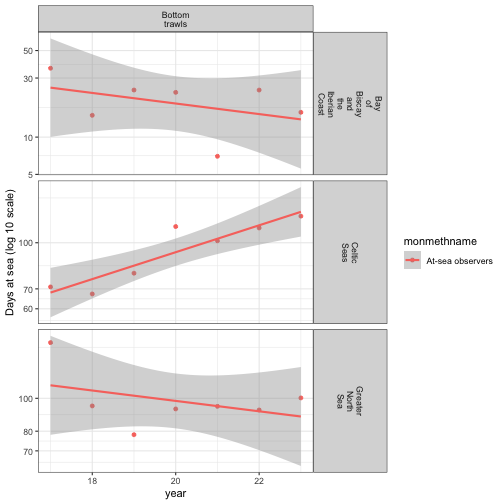 Bottom
trawls
50
30
10
5
Bay
of
Biscay
and
the
Iberian
Coast
100
70
60
Celtic
Seas
100
80
70
Greater
North
Sea
18
20
22
year
Days at sea (log 10 scale)
monmethname
At-sea observers